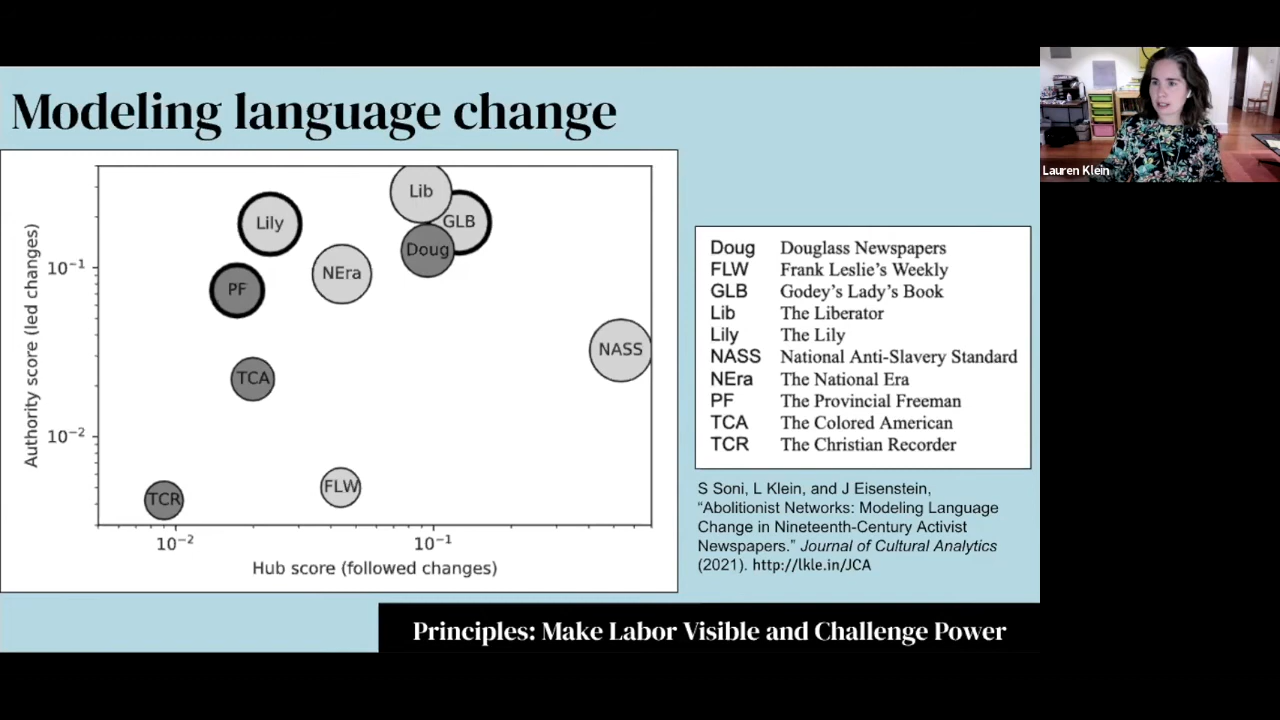 Modeling language change
Lauren Klein
Authority score (led changes)
10⁻¹
10⁻²
Lib
Lily
GLB
Doug
NEra
PF
NASS
TCA
FLW
TCR
10⁻²
10⁻¹
Hub score (followed changes)
Doug Douglass Newspapers
FLW Frank Leslie's Weekly
GLB Godey's Lady's Book
Lib The Liberator
Lily The Lily
NASS National Anti-Slavery Standard
NEra The National Era
PF The Provincial Freeman
TCA The Colored American
TCR The Christian Recorder
S Soni, L Klein, and J Eisenstein,
“Abolitionist Networks: Modeling Language
Change in Nineteenth-Century Activist
Newspapers.” Journal of Cultural Analytics
(2021). http://lkle.in/JCA
Principles: Make Labor Visible and Challenge Power